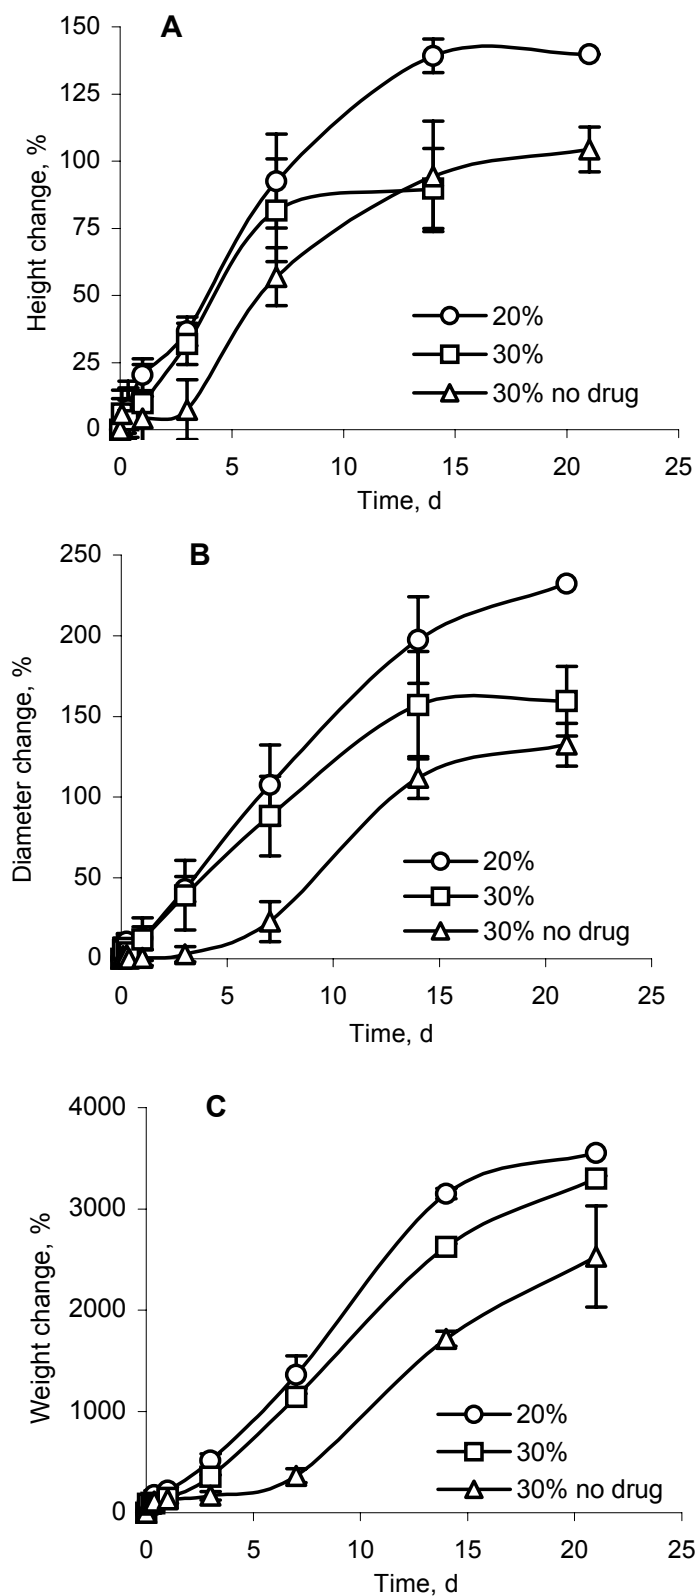 A
150
125
100
75
50
25
0
Height change, %
20%
30%
30% no drug
0 5 10 15 20 25
Time, d
B
250
200
150
100
50
0
Diameter change, %
20%
30%
30% no drug
0 5 10 15 20 25
Time, d
C
4000
3000
2000
1000
0
Weight change, %
20%
30%
30% no drug
0 5 10 15 20 25
Time, d